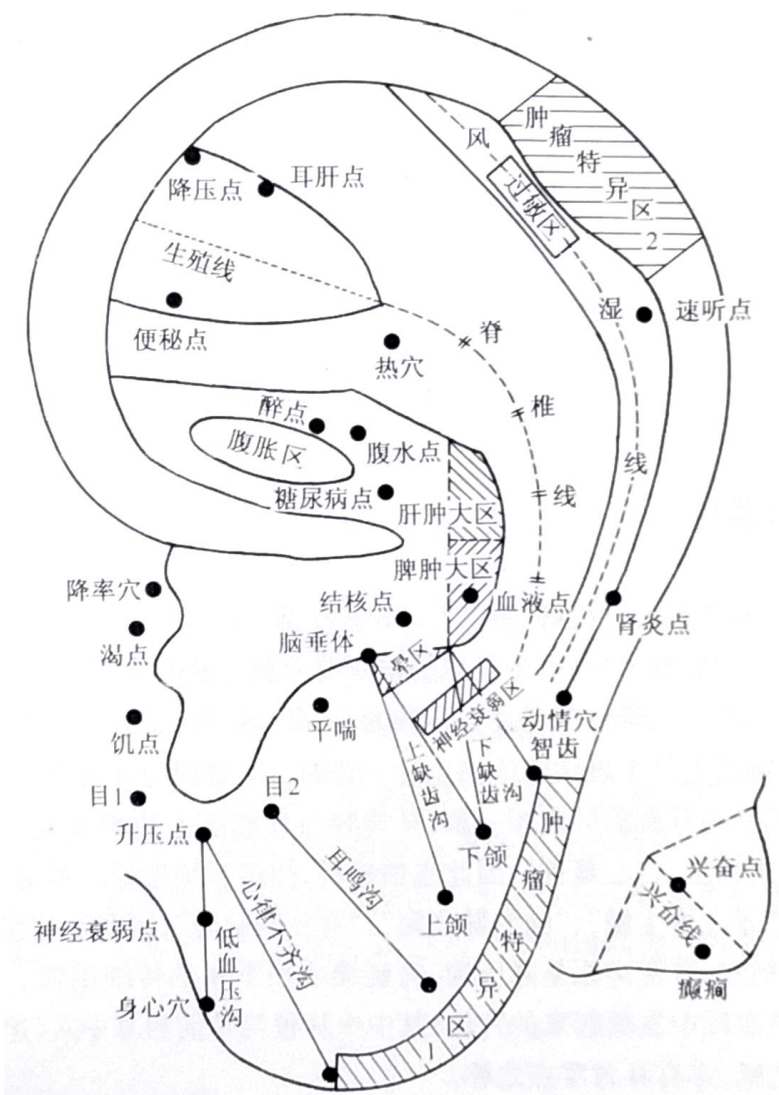 肿瘤特异区2
风
过敏区
降压点
耳肝点
生殖线
湿
速听点
便秘点
热穴
脊
椎
线
线
醉点
腹胀区
腹水点
糖尿病点
肝肿大区
脾肿大区
降率穴
结核点
血液点
肾炎点
渴点
脑垂体
鼻区
神经衰弱区
饥点
平喘
动情穴
智齿
上缺齿沟
下缺齿沟
目1
目2
升压点
下颌
肿瘤特异区1
兴奋点
兴奋线
耳鸣沟
心律不齐沟
上颌
神经衰弱点
低血压沟
身心穴
癫痫